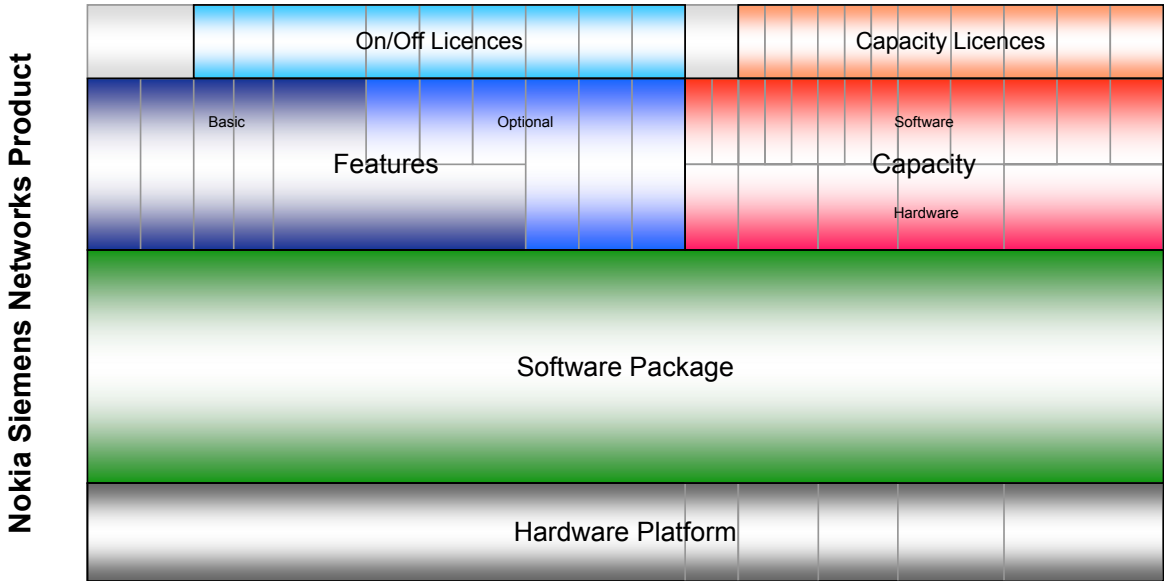 Nokia Siemens Networks Product
On/Off Licences
Capacity Licences
Basic
Optional
Features
Software
Capacity
Hardware
Software Package
Hardware Platform